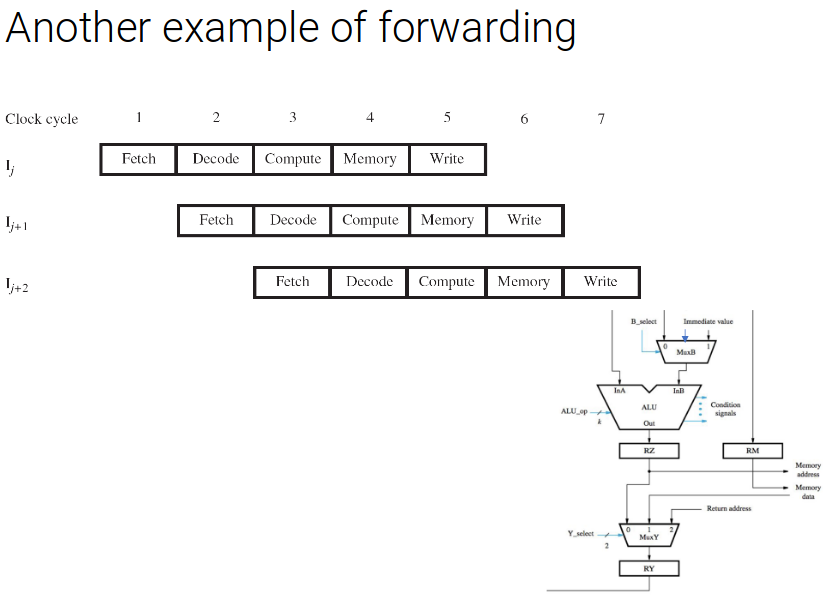 Another example of forwarding
Clock cycle 1 2 3 4 5 6 7
Ij Fetch Decode Compute Memory Write
Ij+1 Fetch Decode Compute Memory Write
Ij+2 Fetch Decode Compute Memory Write
B_select Immediate value
0 1
MuxB
InA InB
ALU
ALU_op
k
Out
Condition
signals
RZ RM
Memory
address
Memory
data
Return address
0 1 2
Y_select
MuxY
2
RY